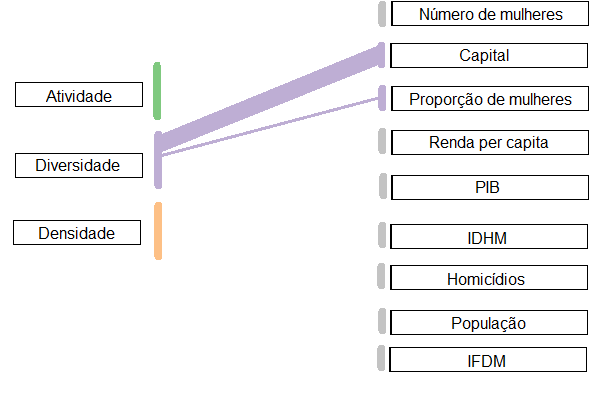 Atividade
Diversidade
Densidade
Número de mulheres
Capital
Proporção de mulheres
Renda per capita
PIB
IDHM
Homicídios
População
IFDM